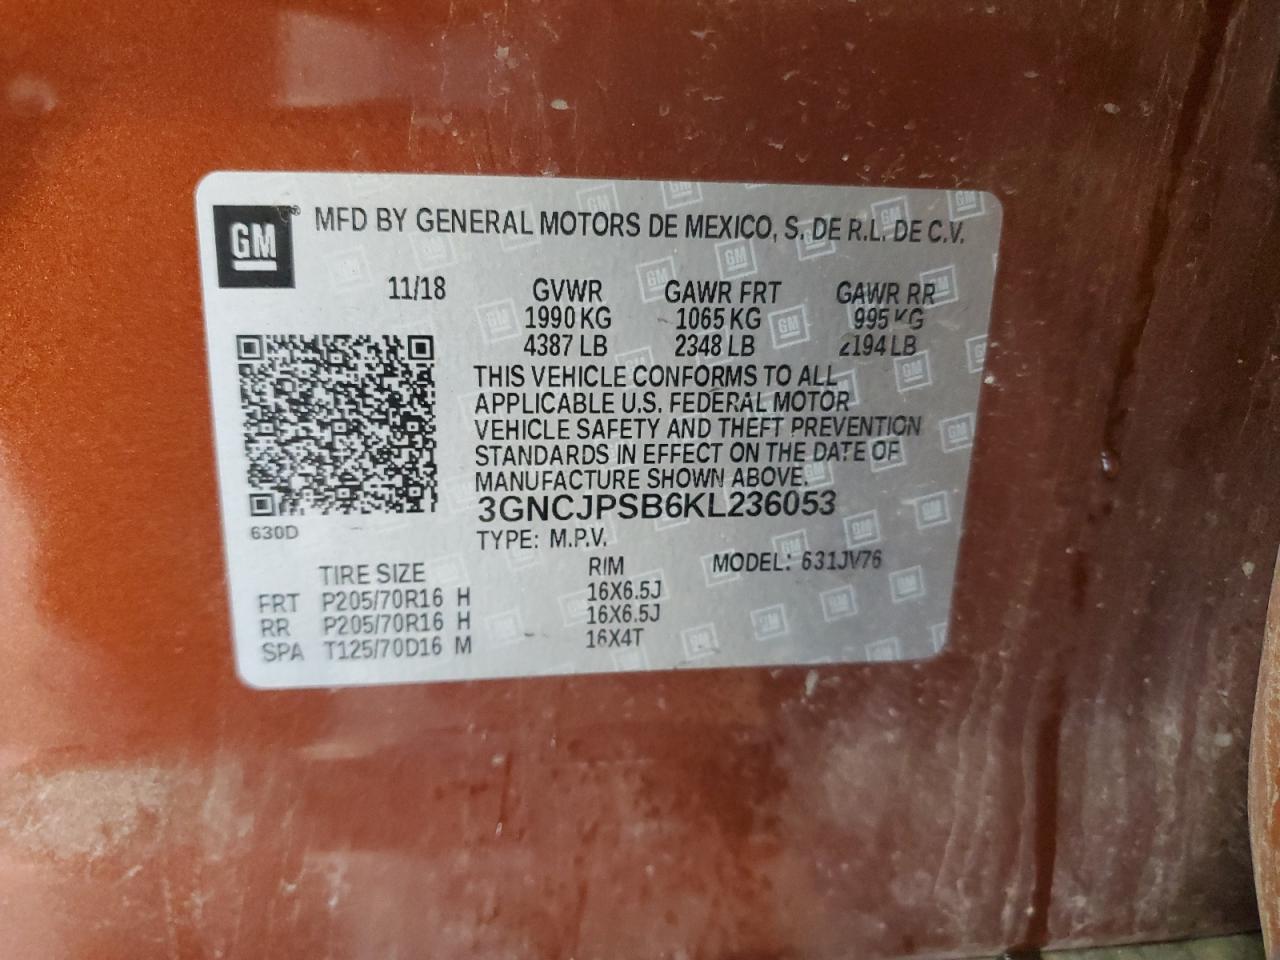 GM MFD BY GENERAL MOTORS DE MEXICO, S. DE R.L. DE C.V.
11/18 GVWR GAWR FRT GAWR RR
1990 KG 1065 KG 995 KG
4387 LB 2348 LB 2194 LB
THIS VEHICLE CONFORMS TO ALL
APPLICABLE U.S. FEDERAL MOTOR
VEHICLE SAFETY AND THEFT PREVENTION
STANDARDS IN EFFECT ON THE DATE OF
MANUFACTURE SHOWN ABOVE.
3GNCJPSB6KL236053
630D
TYPE: M.P.V.
TIRE SIZE RIM MODEL: 631JV76
FRT P205/70R16 H 16X6.5J
RR P205/70R16 H 16X6.5J
SPA T125/70D16 M 16X4T